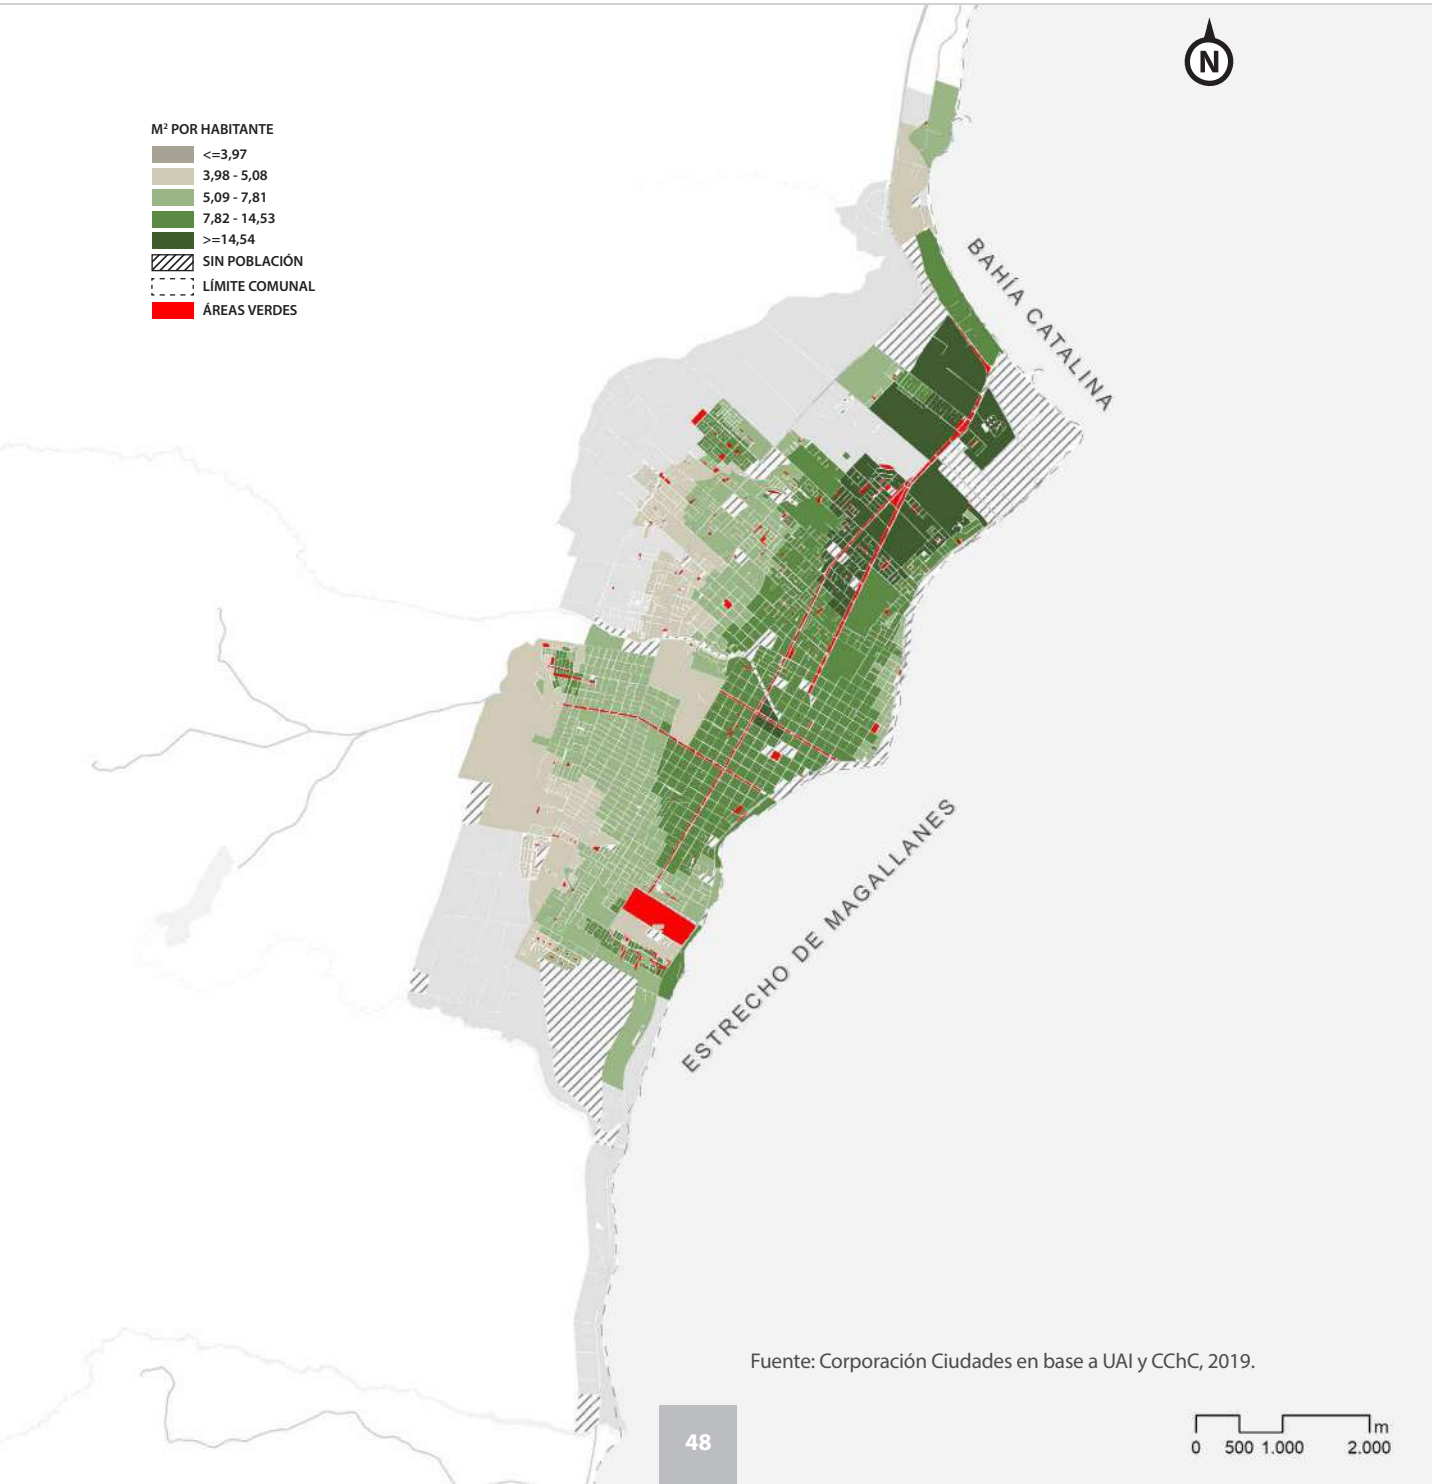 N
M² POR HABITANTE
<=3,97
3,98 - 5,08
5,09 - 7,81
7,82 - 14,53
>=14,54
SIN POBLACIÓN
LÍMITE COMUNAL
ÁREAS VERDES
BAHÍA CATALINA
ESTRECHO DE MAGALLANES
Fuente: Corporación Ciudades en base a UAI y CChC, 2019.
48
m
0 500 1.000 2.000